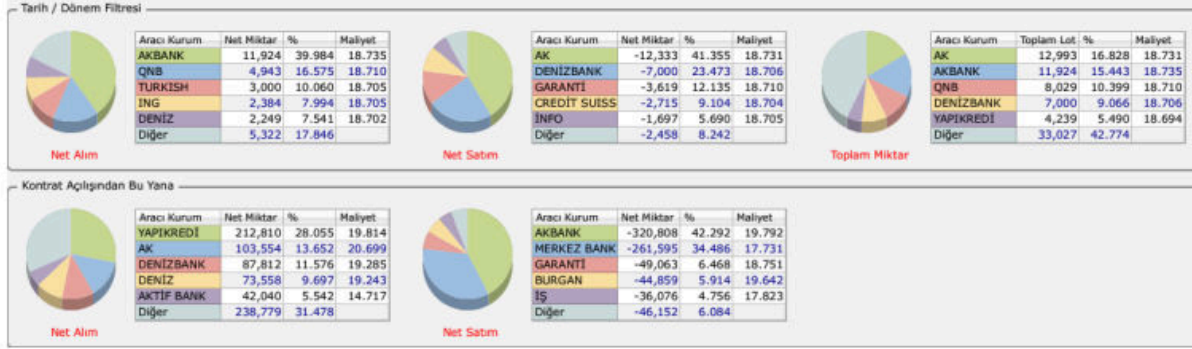 Tarih / Dönem Filtresi
Aracı Kurum Net Miktar % Maliyet
AKBANK 11,924 39.984 18.735
QNB 4,943 16.575 18.710
TURKISH 3,000 10.060 18.705
ING 2,384 7.994 18.705
DENİZ 2,249 7.541 18.702
Diğer 5,322 17.846
Net Alım
Aracı Kurum Net Miktar % Maliyet
AK -12,333 41.355 18.731
DENİZBANK -7,000 23.473 18.706
GARANTİ -3,619 12.135 18.710
CREDİT SUISS -2,715 9.104 18.704
İNFO -1,697 5.690 18.705
Diğer -2,458 8.242
Net Satım
Aracı Kurum Toplam Lot % Maliyet
AK 12,993 16.828 18.731
AKBANK 11,924 15.443 18.735
QNB 8,029 10.399 18.710
DENİZBANK 7,000 9.066 18.706
YAPIKREDİ 4,239 5.490 18.694
Diğer 33,027 42.774
Toplam Miktar
Kontrat Açılışından Bu Yana
Aracı Kurum Net Miktar % Maliyet
YAPIKREDİ 212,810 28.055 19.814
AK 103,554 13.652 20.699
DENİZBANK 87,812 11.576 19.285
DENİZ 73,558 9.697 19.243
AKTİF BANK 42,040 5.542 14.717
Diğer 238,779 31.478
Net Alım
Aracı Kurum Net Miktar % Maliyet
AKBANK -320,808 42.292 19.792
MERKEZ BANK -261,595 34.486 17.731
GARANTİ -49,063 6.468 18.751
BURGAN -44,859 5.914 19.642
İŞ -36,076 4.756 17.823
Diğer -46,152 6.084
Net Satım